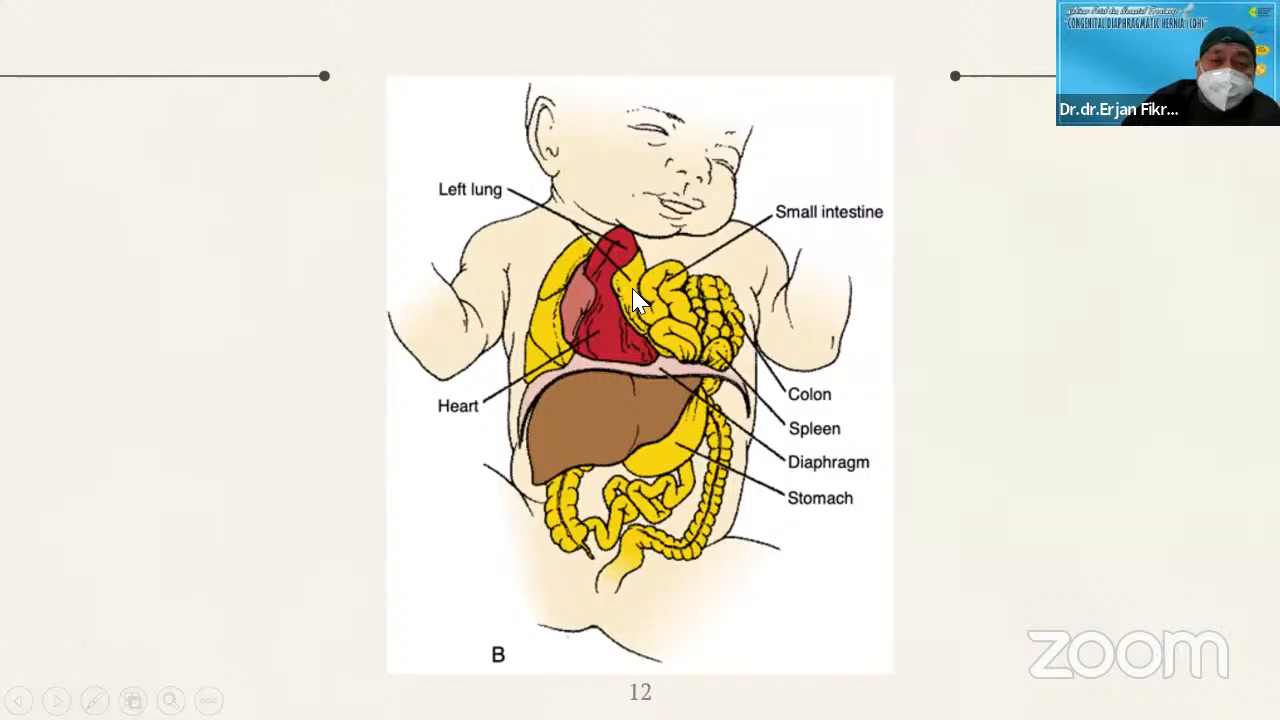 "CONGENITAL DIAPHRAGMATIC HERNIA (CDH)"
Dr.dr.Erjan Fikr...
Left lung
Small intestine
Heart
Colon
Spleen
Diaphragm
Stomach
B
12
zoom